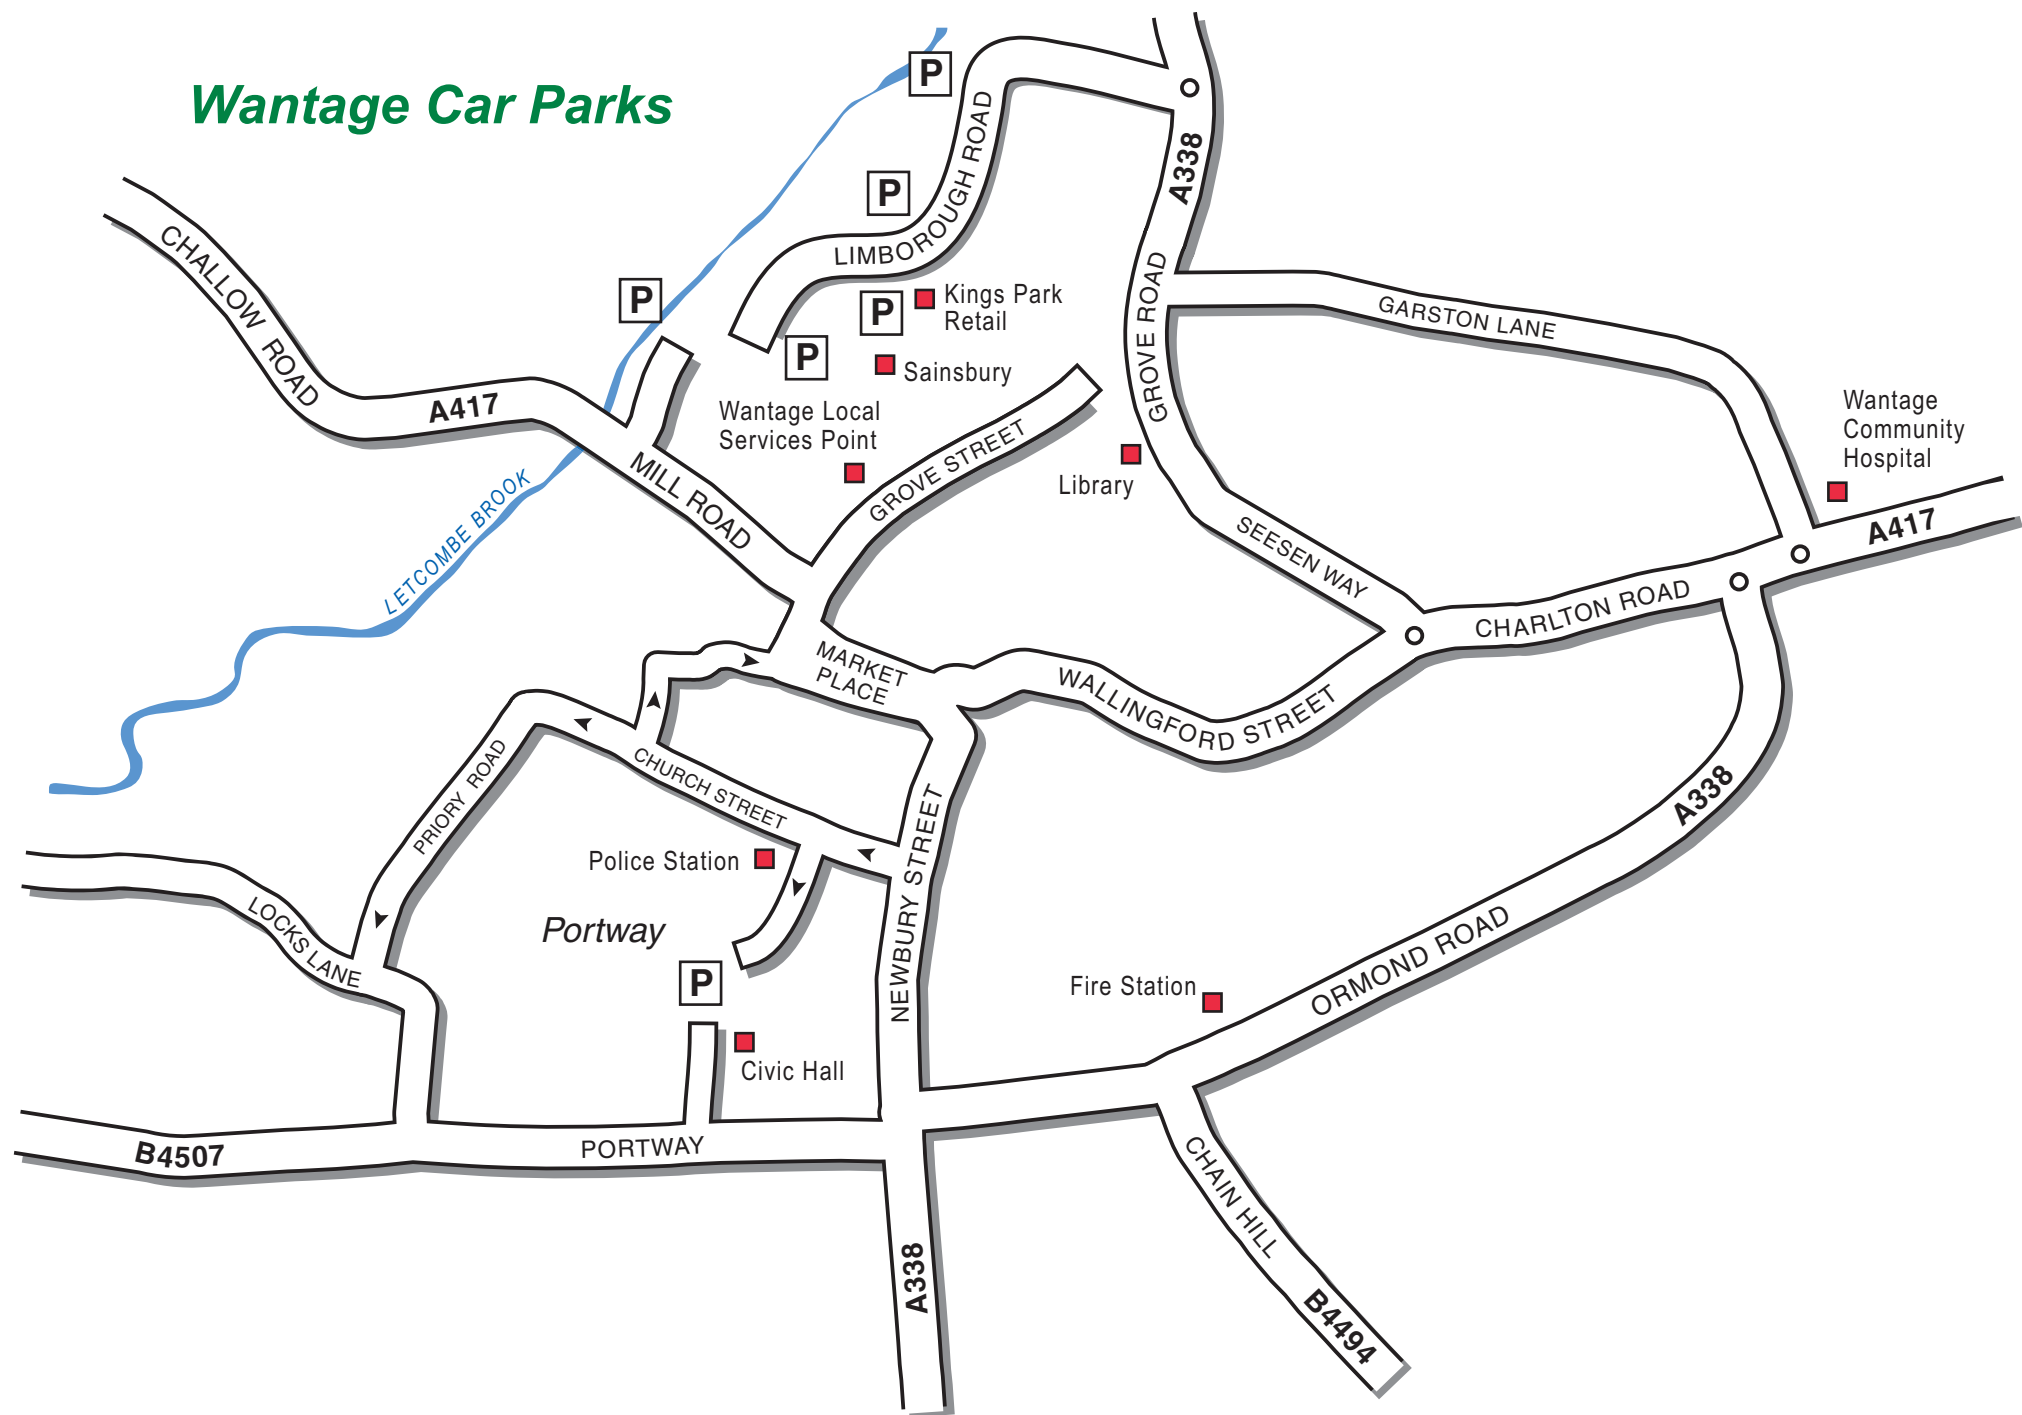 Wantage Car Parks
P
P
P
P
P
LIMBOROUGH ROAD
A338
CHALLOW ROAD
A417
Kings Park
Retail
Sainsbury
Wantage Local
Services Point
GROVE ROAD
GROVE ROAD
GARSTON LANE
Wantage
Community
Hospital
A417
MILL ROAD
GROVE STREET
Library
SEESEN WAY
LETCOMBE BROOK
CHARLTON ROAD
MARKET
PLACE
WALLINGFORD STREET
PRIORY ROAD
CHURCH STREET
A338
Police Station
NEWBURY STREET
LOCKS LANE
Portway
P
Fire Station
ORMOND ROAD
Civic Hall
B4507
PORTWAY
CHAIN HILL
A338
B4494